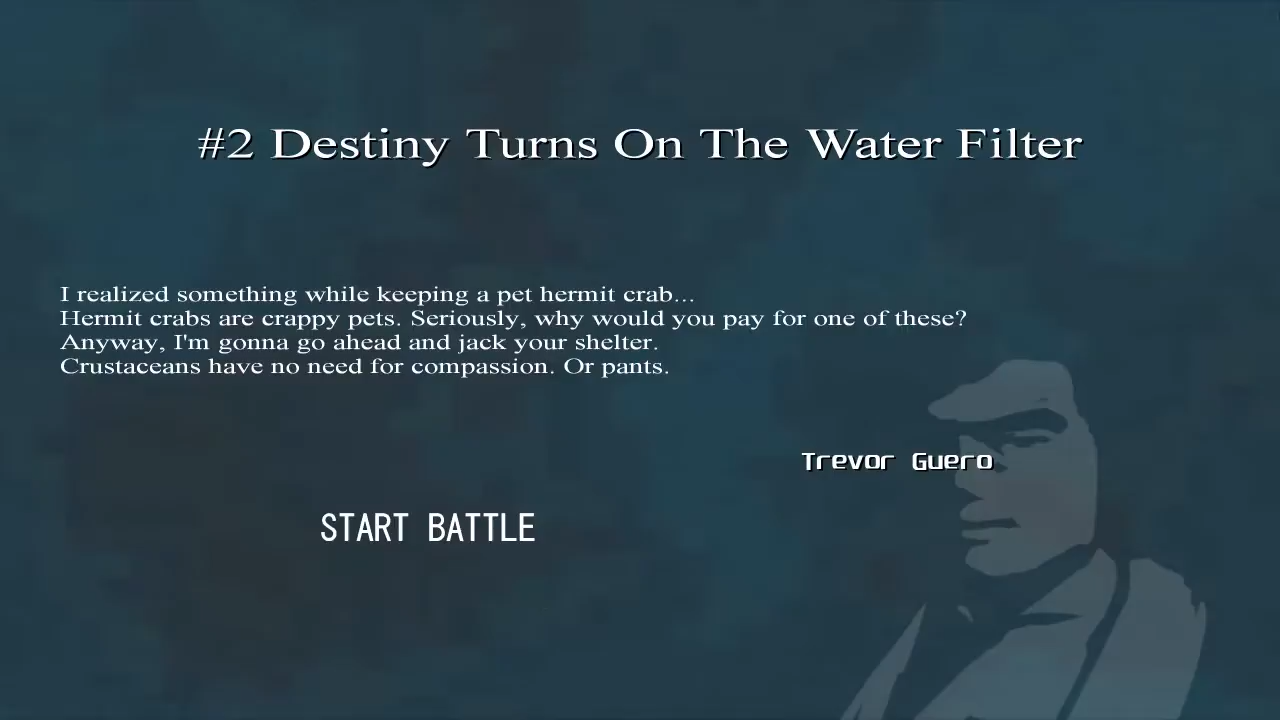 #2 Destiny Turns On The Water Filter
I realized something while keeping a pet hermit crab...
Hermit crabs are crappy pets. Seriously, why would you pay for one of these?
Anyway, I'm gonna go ahead and jack your shelter.
Crustaceans have no need for compassion. Or pants.
Trevor Guero
START BATTLE